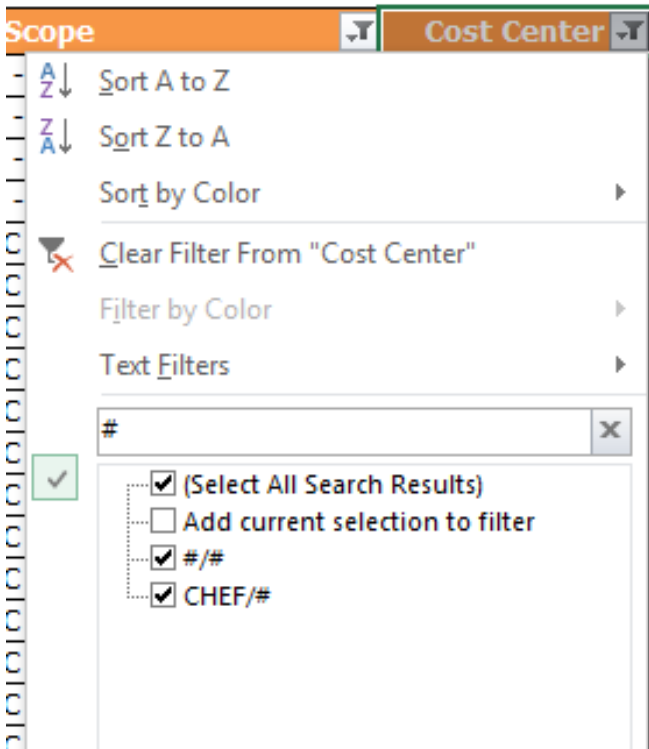 Scope Cost Center
Sort A to Z
Sort Z to A
Sort by Color
Clear Filter From "Cost Center"
Filter by Color
Text Filters
#
(Select All Search Results)
Add current selection to filter
#/#
CHEF/#